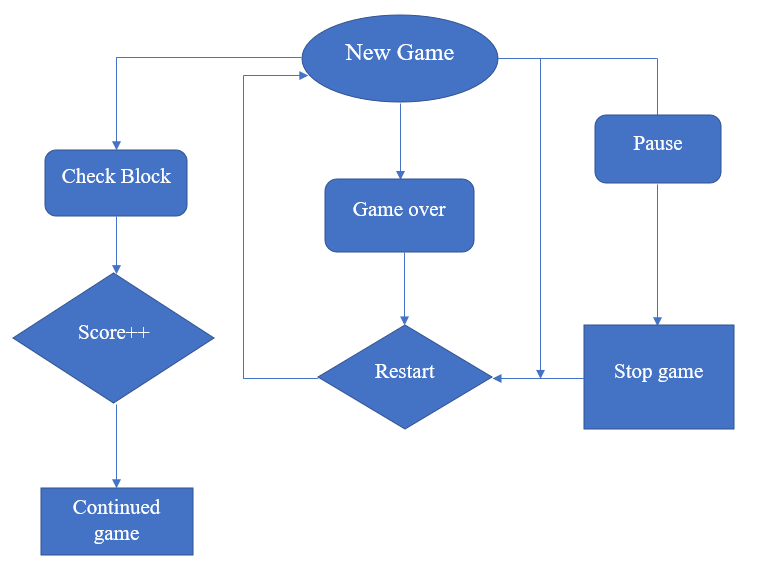 New Game
Pause
Check Block
Game over
Score++
Restart
Stop game
Continued
game